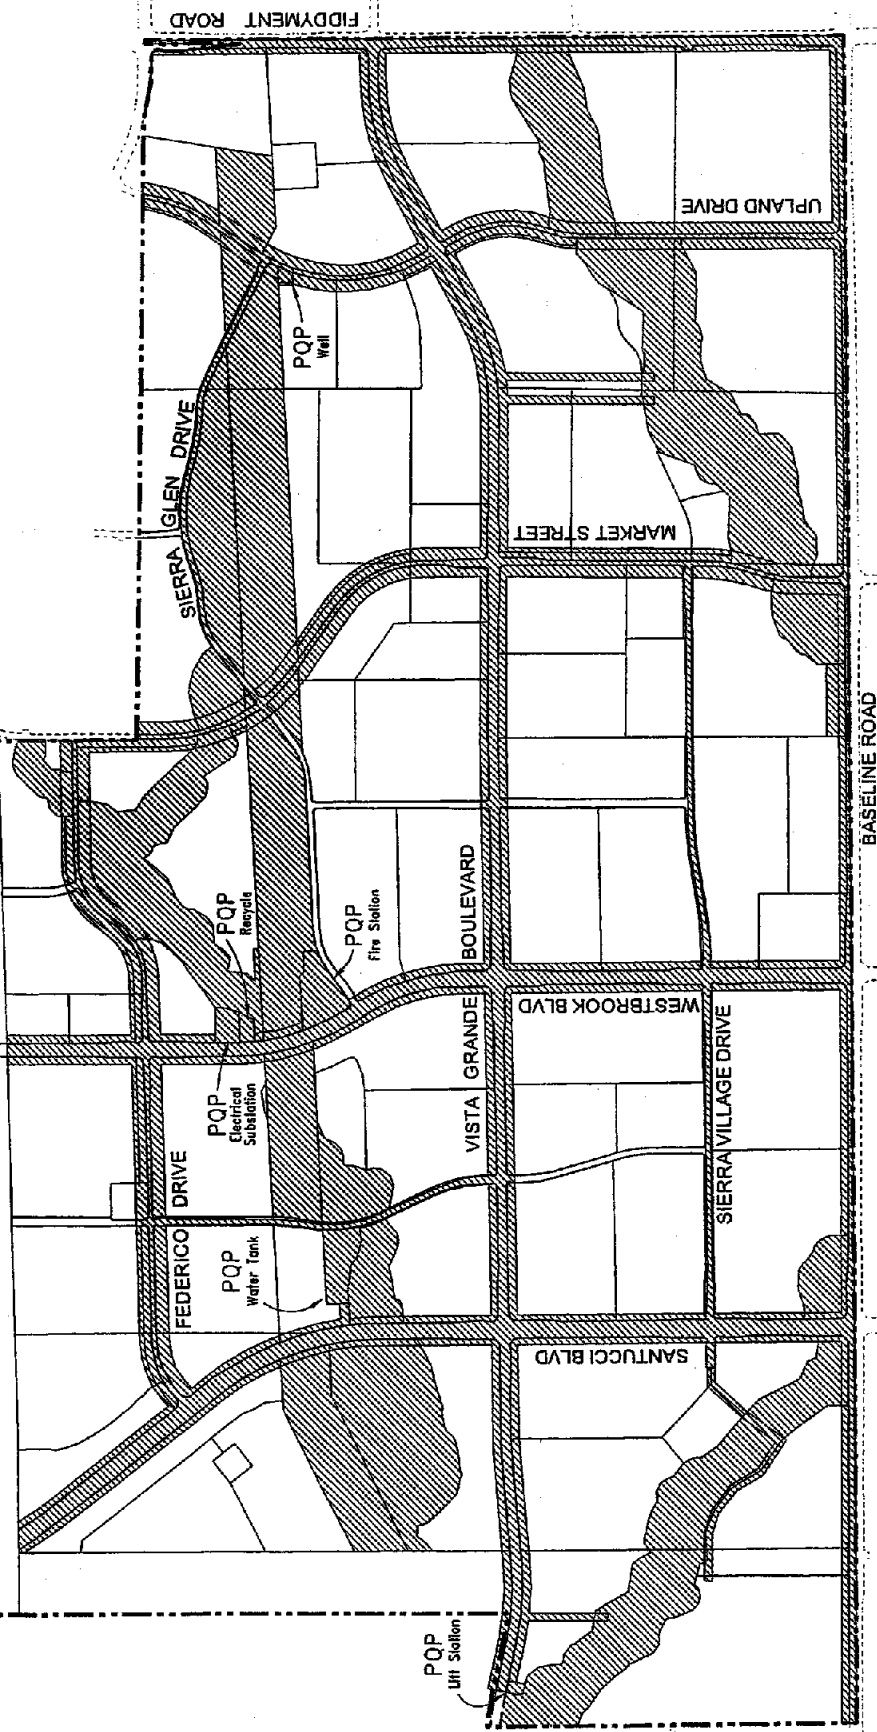 FIDDYMENT ROAD
UPLAND DRIVE
PQP
Well
SIERRA GLEN DRIVE
MARKET STREET
BASELINE ROAD
PQP
Recycle
PQP
Fire Station
VISTA GRANDE BOULEVARD
WESTBROOK BLVD
PQP
Electrical
Substation
SIERRA VILLAGE DRIVE
FEDERICO DRIVE
PQP
Water Tank
SANTUCCI BLVD
PQP
Lift Station